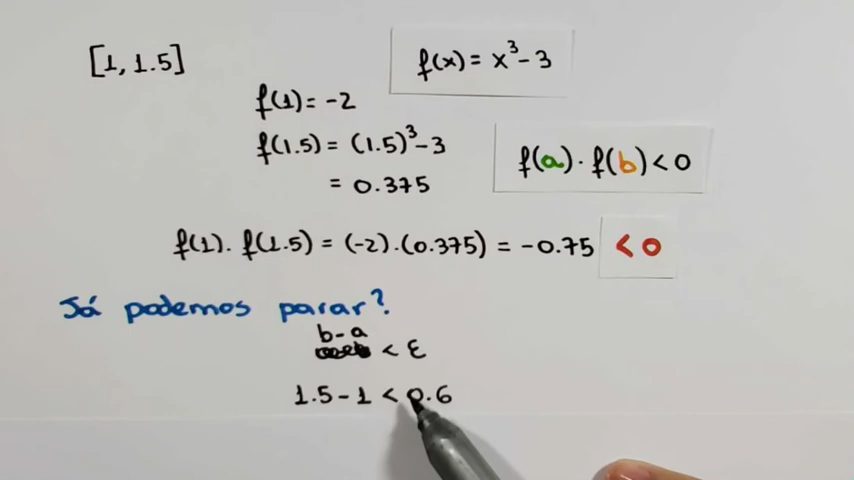 [1, 1.5]
f(x) = x³ - 3
f(1) = -2
f(1.5) = (1.5)³ - 3
= 0.375
f(a) · f(b) < 0
f(1) · f(1.5) = (-2) · (0.375) = -0.75 < 0
Já podemos parar?
b - a
< ε
1.5 - 1 < 0.6